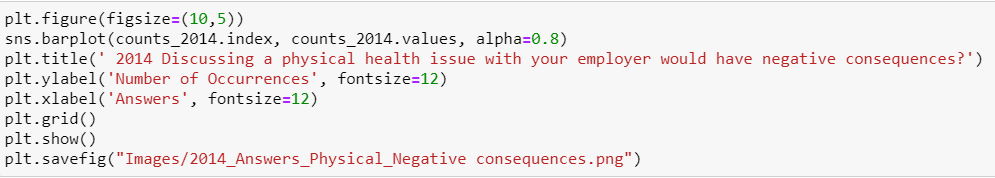 plt.figure(figsize=(10,5))
sns.barplot(counts_2014.index, counts_2014.values, alpha=0.8)
plt.title(' 2014 Discussing a physical health issue with your employer would have negative consequences?')
plt.ylabel('Number of Occurrences', fontsize=12)
plt.xlabel('Answers', fontsize=12)
plt.grid()
plt.show()
plt.savefig("Images/2014_Answers_Physical_Negative consequences.png")